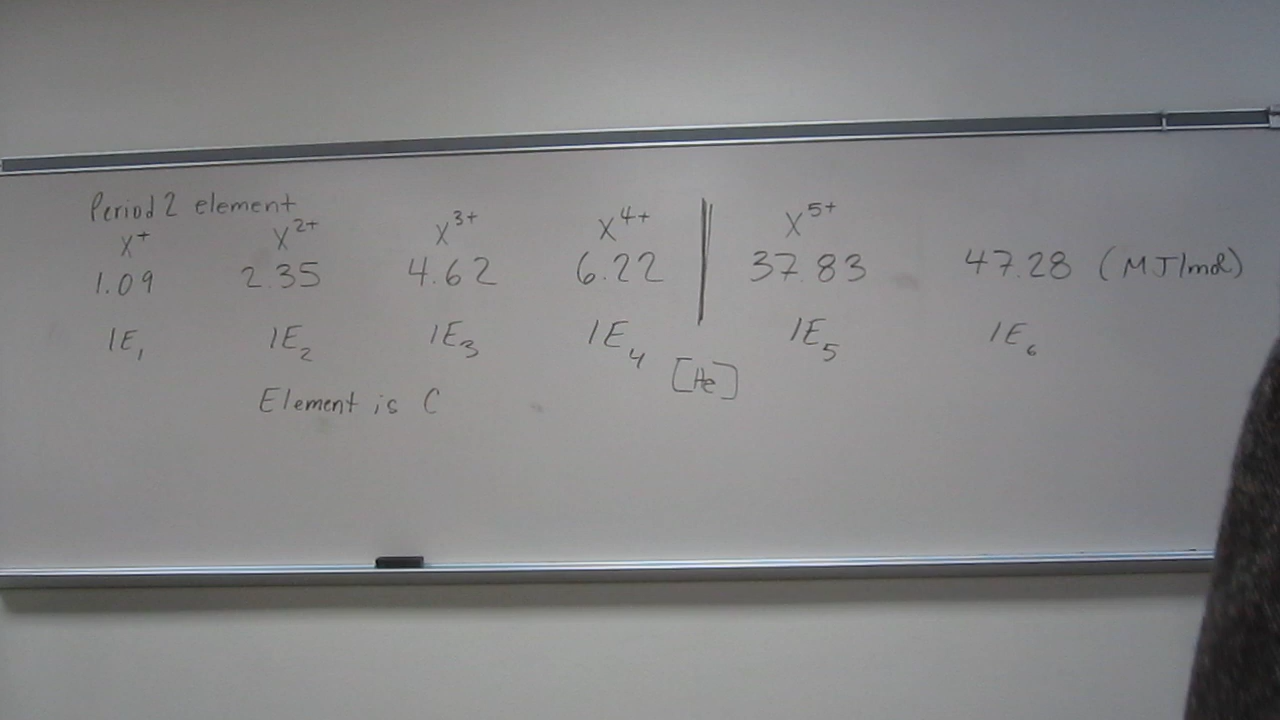 Period 2 element
X⁺ X²⁺ X³⁺ X⁴⁺ X⁵⁺
1.09 2.35 4.62 6.22 37.83 47.28 (MJ/mol)
IE₁ IE₂ IE₃ IE₄ IE₅ IE₆
[He]
Element is C